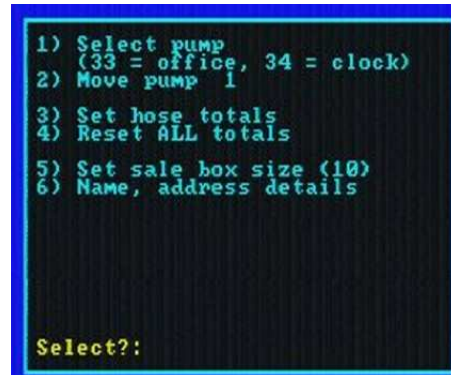 1) Select pump
(33 = office, 34 = clock)
2) Move pump 1
3) Set hose totals
4) Reset ALL totals
5) Set sale box size (10)
6) Name, address details
Select?: